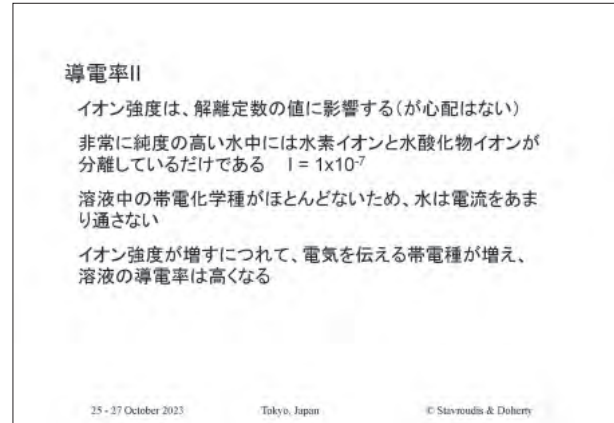 導電率II
イオン強度は、解離定数の値に影響する(が心配はない)
非常に純度の高い水中には水素イオンと水酸化物イオンが
分離しているだけである　I = 1x10⁻⁷
溶液中の帯電化学種がほとんどないため、水は電流をあま
り通さない
イオン強度が増すにつれて、電気を伝える帯電種が増え、
溶液の導電率は高くなる
25 - 27 October 2023　Tokyo, Japan　© Stavroudis & Doherty